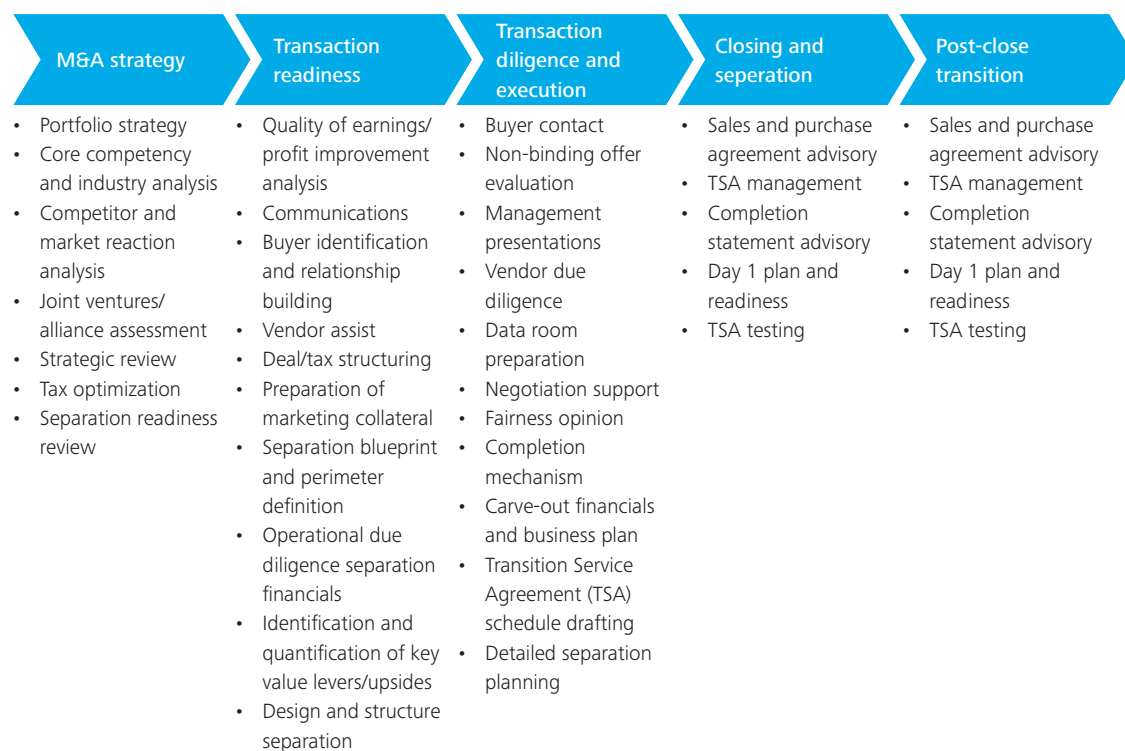 M&A strategy
Transaction
readiness
Transaction
diligence and
execution
Closing and
seperation
Post-close
transition
• Portfolio strategy
• Core competency
and industry analysis
• Competitor and
market reaction
analysis
• Joint ventures/
alliance assessment
• Strategic review
• Tax optimization
• Separation readiness
review
• Quality of earnings/
profit improvement
analysis
• Communications
• Buyer identification
and relationship
building
• Vendor assist
• Deal/tax structuring
• Preparation of
marketing collateral
• Separation blueprint
and perimeter
definition
• Operational due
diligence separation
financials
• Identification and
quantification of key
value levers/upsides
• Design and structure
separation
• Buyer contact
• Non-binding offer
evaluation
• Management
presentations
• Vendor due
diligence
• Data room
preparation
• Negotiation support
• Fairness opinion
• Completion
mechanism
• Carve-out financials
and business plan
• Transition Service
Agreement (TSA)
schedule drafting
• Detailed separation
planning
• Sales and purchase
agreement advisory
• TSA management
• Completion
statement advisory
• Day 1 plan and
readiness
• TSA testing
• Sales and purchase
agreement advisory
• TSA management
• Completion
statement advisory
• Day 1 plan and
readiness
• TSA testing